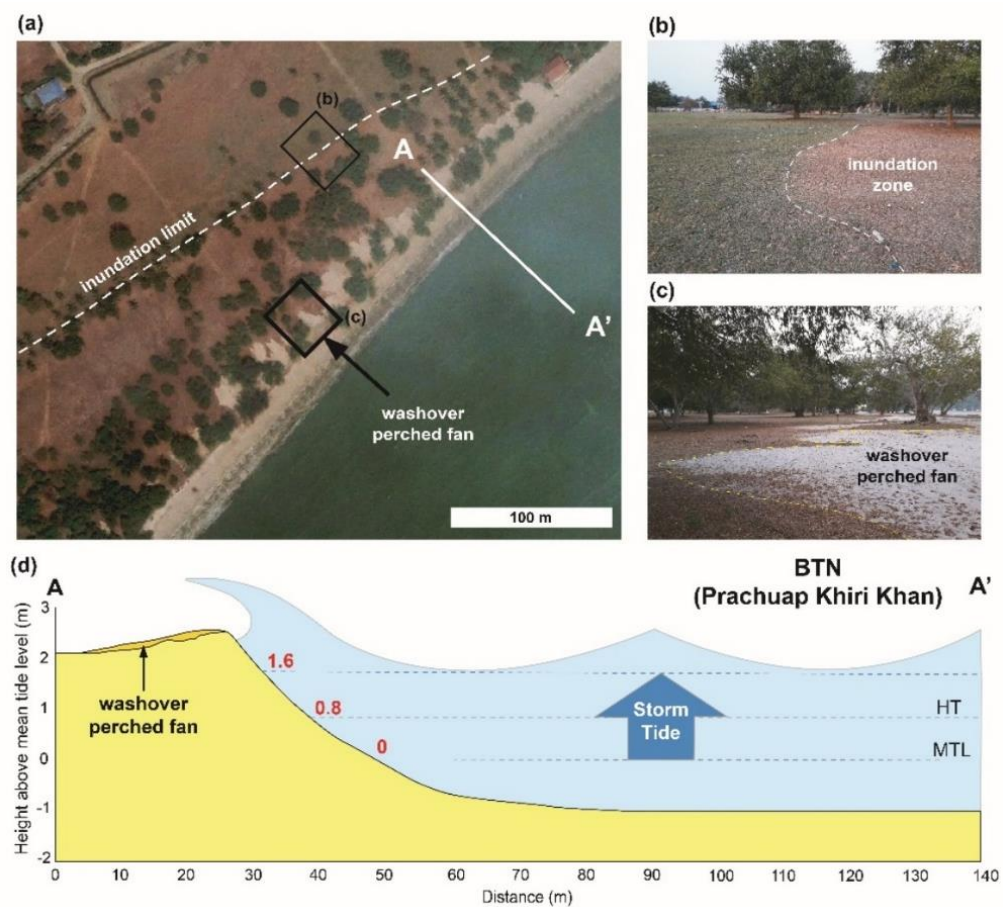 (a)
(b)
A
inundation limit
(c)
A'
washover
perched fan
100 m
(b)
inundation
zone
(c)
washover
perched fan
(d)
A
BTN
(Prachuap Khiri Khan)
A'
Height above mean tide level (m)
3
2
1
0
-1
-2
washover
perched fan
1.6
0.8
0
Storm
Tide
HT
MTL
0 10 20 30 40 50 60 70 80 90 100 110 120 130 140
Distance (m)